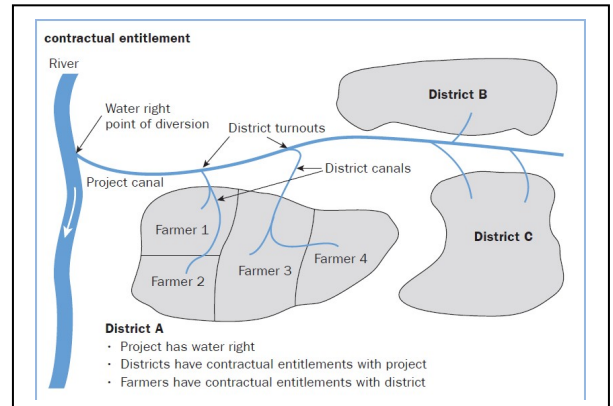 contractual entitlement
River
Water right
point of diversion
District turnouts
District B
Project canal
District canals
Farmer 1
Farmer 2
Farmer 3
Farmer 4
District C
District A
· Project has water right
· Districts have contractual entitlements with project
· Farmers have contractual entitlements with district